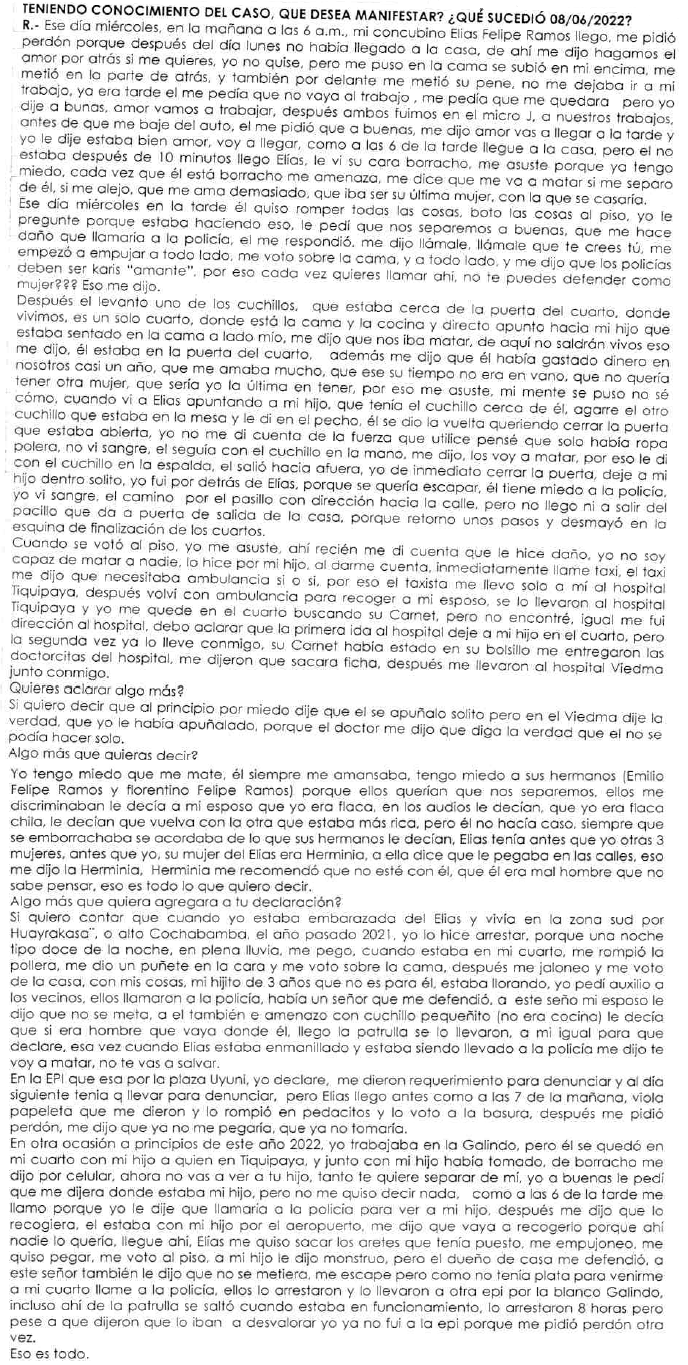 TENIENDO CONOCIMIENTO DEL CASO, QUE DESEA MANIFESTAR? ¿QUÉ SUCEDIÓ 08/06/2022?
R.- Ese día miércoles, en la mañana a las 6 a.m., mi concubino Elias Felipe Ramos llego, me pidió
perdón porque después del día lunes no había llegado a la casa, de ahí me dijo hagamos el
amor por atrás si me quieres, yo no quise, pero me puso en la cama se subió en mi encima, me
metió en la parte de atrás, y también por delante me metió su pene, no me dejaba ir a mi
trabajo, ya era tarde el me pedía que no vaya al trabajo , me pedía que me quedara pero yo
dije a bunas, amor vamos a trabajar, después ambos fuimos en el micro J, a nuestros trabajos,
antes de que me baje del auto, el me pidió que a buenas, me dijo amor vas a llegar a la tarde y
yo le dije estaba bien amor, voy a llegar, como a las 6 de la tarde llegue a la casa, pero el no
estaba después de 10 minutos llego Elías, le vi su cara borracho, me asuste porque ya tengo
miedo, cada vez que él está borracho me amenaza, me dice que me va a matar si me separo
de él, si me alejo, que me ama demasiado, que iba ser su última mujer, con la que se casaría.
Ese día miércoles en la tarde él quiso romper todas las cosas, boto las cosas al piso, yo le
pregunte porque estaba haciendo eso, le pedí que nos separemos a buenas, que me hace
daño que llamaría a la policía, el me respondió, me dijo llámale, llámale que te crees tú, me
empezó a empujar a todo lado, me voto sobre la cama, y a todo lado, y me dijo que los policías
deben ser karis "amante", por eso cada vez quieres llamar ahí, no te puedes defender como
mujer??? Eso me dijo.
Después el levanto uno de los cuchillos, que estaba cerca de la puerta del cuarto, donde
vivimos, es un solo cuarto, donde está la cama y la cocina y directo apunto hacia mi hijo que
estaba sentado en la cama a lado mío, me dijo que nos iba matar, de aquí no saldrán vivos eso
me dijo, él estaba en la puerta del cuarto, además me dijo que él había gastado dinero en
nosotros casi un año, que me amaba mucho, que ese su tiempo no era en vano, que no quería
tener otra mujer, que sería yo la última en tener, por eso me asuste, mi mente se puso no sé
cómo, cuando vi a Elias apuntando a mi hijo, que tenía el cuchillo cerca de él, agarre el otro
cuchillo que estaba en la mesa y le di en el pecho, él se dio la vuelta queriendo cerrar la puerta
que estaba abierta, yo no me di cuenta de la fuerza que utilice pensé que solo había ropa
polera, no vi sangre, el seguía con el cuchillo en la mano, me dijo, los voy a matar, por eso le di
con el cuchillo en la espalda, el salió hacia afuera, yo de inmediato cerrar la puerta, deje a mi
hijo dentro solito, yo fui por detrás de Elías, porque se quería escapar, él tiene miedo a la policía,
yo vi sangre, el camino por el pasillo con dirección hacia la calle, pero no llego ni a salir del
pacillo que da a puerta de salida de la casa, porque retorno unos pasos y desmayó en la
esquina de finalización de los cuartos.
Cuando se votó al piso, yo me asuste, ahí recién me di cuenta que le hice daño, yo no soy
capaz de matar a nadie, lo hice por mi hijo, al darme cuenta, inmediatamente llame taxi, el taxi
me dijo que necesitaba ambulancia si o si, por eso el taxista me llevo solo a mí al hospital
Tiquipaya, después volví con ambulancia para recoger a mi esposo, se lo llevaron al hospital
Tiquipaya y yo me quede en el cuarto buscando su Carnet, pero no encontré, igual me fui
dirección al hospital, debo aclarar que la primera ida al hospital deje a mi hijo en el cuarto, pero
la segunda vez ya lo lleve conmigo, su Carnet había estado en su bolsillo me entregaron las
doctorcitas del hospital, me dijeron que sacara ficha, después me llevaron al hospital Viedma
junto conmigo.
Quieres aclarar algo más?
Si quiero decir que al principio por miedo dije que el se apuñalo solito pero en el Viedma dije la
verdad, que yo le había apuñalado, porque el doctor me dijo que diga la verdad que el no se
podía hacer solo.
Algo más que quieras decir?
Yo tengo miedo que me mate, él siempre me amansaba, tengo miedo a sus hermanos (Emilio
Felipe Ramos y florentino Felipe Ramos) porque ellos querían que nos separemos, ellos me
discriminaban le decía a mi esposo que yo era flaca, en los audios le decían, que yo era flaca
chila, le decían que vuelva con la otra que estaba más rica, pero él no hacía caso, siempre que
se emborrachaba se acordaba de lo que sus hermanos le decían, Elias tenía antes que yo otras 3
mujeres, antes que yo, su mujer del Elias era Herminia, a ella dice que le pegaba en las calles, eso
me dijo la Herminia, Herminia me recomendó que no esté con él, que él era mal hombre que no
sabe pensar, eso es todo lo que quiero decir.
Algo más que quiera agregara a tu declaración?
Si quiero contar que cuando yo estaba embarazada del Elias y vivía en la zona sud por
Huayrakasa¨, o alto Cochabamba, el año pasado 2021, yo lo hice arrestar, porque una noche
tipo doce de la noche, en plena lluvia, me pego, cuando estaba en mi cuarto, me rompió la
pollera, me dio un puñete en la cara y me voto sobre la cama, después me jaloneo y me voto
de la casa, con mis cosas, mi hijito de 3 años que no es para él, estaba llorando, yo pedí auxilio a
los vecinos, ellos llamaron a la policía, había un señor que me defendió, a este seño mi esposo le
dijo que no se meta, a el también e amenazo con cuchillo pequeñito (no era cocina) le decía
que si era hombre que vaya donde él, llego la patrulla se lo llevaron, a mi igual para que
declare, esa vez cuando Elias estaba enmanillado y estaba siendo llevado a la policía me dijo te
voy a matar, no te vas a salvar.
En la EPI que esa por la plaza Uyuni, yo declare, me dieron requerimiento para denunciar y al día
siguiente tenia q llevar para denunciar, pero Elias llego antes como a las 7 de la mañana, viola
papeleta que me dieron y lo rompió en pedacitos y lo voto a la basura, después me pidió
perdón, me dijo que ya no me pegaría, que ya no tomaría.
En otra ocasión a principios de este año 2022, yo trabajaba en la Galindo, pero él se quedó en
mi cuarto con mi hijo a quien en Tiquipaya, y junto con mi hijo había tomado, de borracho me
dijo por celular, ahora no vas a ver a tu hijo, tanto te quiere separar de mí, yo a buenas le pedí
que me dijera donde estaba mi hijo, pero no me quiso decir nada, como a las 6 de la tarde me
llamo porque yo le dije que llamaría a la policía para ver a mi hijo, después me dijo que lo
recogiera, el estaba con mi hijo por el aeropuerto, me dijo que vaya a recogerlo porque ahí
nadie lo quería, llegue ahí, Elías me quiso sacar los aretes que tenía puesto, me empujoneo, me
quiso pegar, me voto al piso, a mi hijo le dijo monstruo, pero el dueño de casa me defendió, a
este señor también le dijo que no se metiera, me escape pero como no tenía plata para venirme
a mi cuarto llame a la policía, ellos lo arrestaron y lo llevaron a otra epi por la blanco Galindo,
incluso ahí de la patrulla se saltó cuando estaba en funcionamiento, lo arrestaron 8 horas pero
pese a que dijeron que lo iban a desvalorar yo ya no fui a la epi porque me pidió perdón otra
vez.
Eso es todo.